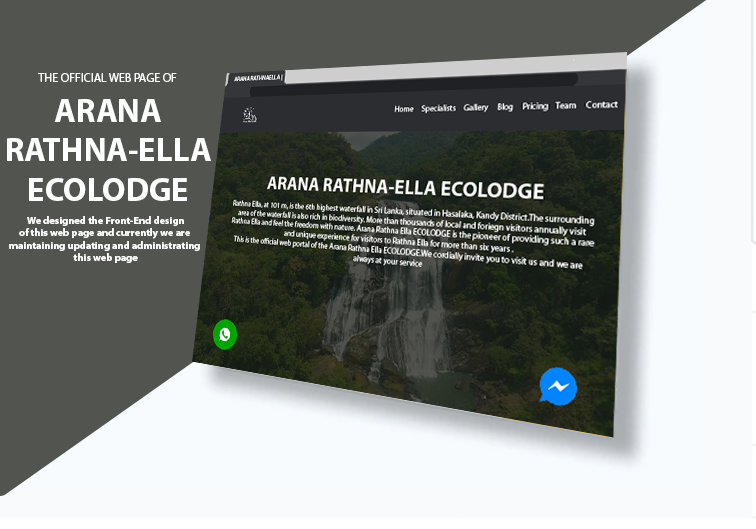 THE OFFICIAL WEB PAGE OF
ARANA
RATHNA-ELLA
ECOLODGE
We designed the Front-End design
of this web page and currently we are
maintaining updating and administrating
this web page
ARANA RATHNAELLA |
Home Specialists Gallery Blog Pricing Team Contact
ARANA RATHNA-ELLA ECOLODGE
Rathna Ella, at 101 m, is the 6th highest waterfall in Sri Lanka, situated in Hasalaka, Kandy District.The surrounding
area of the waterfall is also rich in biodiversity. More than thousands of local and foriegn vistors annually visit
Rathna Ella and feel the freedom with nature. Arana Rathna Ella ECOLODGE is the pioneer of providing such a rare
and unique experience for visitors to Rathna Ella for more than six years .
This is the official web portal of the Arana Rathna Ella ECOLODGE.We cordially invite you to visit us and we are
always at your service